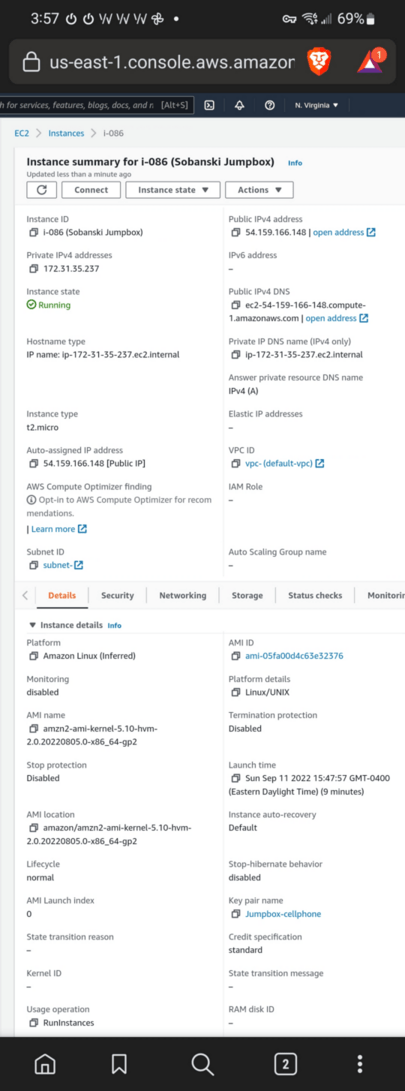 3:57
69%
us-east-1.console.aws.amazon
1
h for services, features, blogs, docs, and n [Alt+5]
N. Virginia ▼
EC2 > Instances > i-086
Instance summary for i-086 (Sobanski Jumpbox) Info
Updated less than a minute ago
Connect
Instance state ▼
Actions ▼
Instance ID
i-086 (Sobanski Jumpbox)
Public IPv4 address
54.159.166.148 | open address
Private IPv4 addresses
172.31.35.237
IPv6 address
–
Instance state
Running
Public IPv4 DNS
ec2-54-159-166-148.compute-
1.amazonaws.com | open address
Hostname type
IP name: ip-172-31-35-237.ec2.internal
Private IP DNS name (IPv4 only)
ip-172-31-35-237.ec2.internal
Answer private resource DNS name
IPv4 (A)
Instance type
t2.micro
Elastic IP addresses
–
Auto-assigned IP address
54.159.166.148 [Public IP]
VPC ID
vpc- (default-vpc)
AWS Compute Optimizer finding
Opt-in to AWS Compute Optimizer for recom
mendations.
| Learn more
IAM Role
–
Subnet ID
subnet-
Auto Scaling Group name
–
Details
Security
Networking
Storage
Status checks
Monitorin
▼ Instance details Info
Platform
Amazon Linux (Inferred)
AMI ID
ami-05fa00d4c63e32376
Monitoring
disabled
Platform details
Linux/UNIX
AMI name
amzn2-ami-kernel-5.10-hvm-
2.0.20220805.0-x86_64-gp2
Termination protection
Disabled
Stop protection
Disabled
Launch time
Sun Sep 11 2022 15:47:57 GMT-0400
(Eastern Daylight Time) (9 minutes)
AMI location
amazon/amzn2-ami-kernel-5.10-hvm-
2.0.20220805.0-x86_64-gp2
Instance auto-recovery
Default
Lifecycle
normal
Stop-hibernate behavior
disabled
AMI Launch index
0
Key pair name
Jumpbox-cellphone
State transition reason
–
Credit specification
standard
Kernel ID
–
State transition message
–
Usage operation
RunInstances
RAM disk ID
–
2